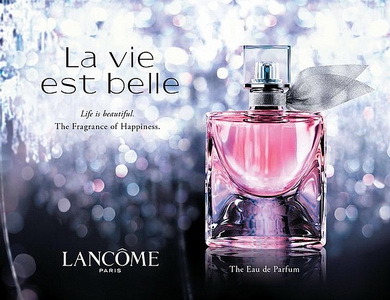 La vie
est belle
Life is beautiful.
The Fragrance of Happiness.
LANCÔME
PARIS
The Eau de Parfum